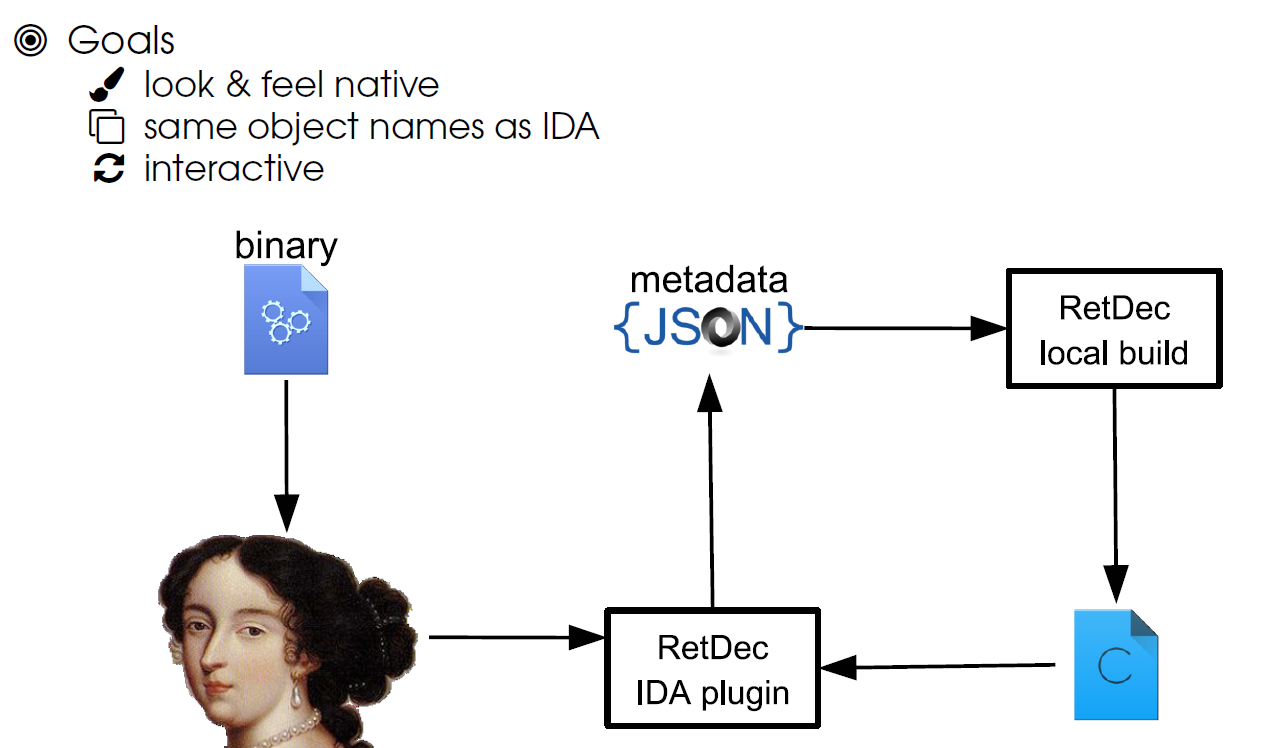 Goals
look & feel native
same object names as IDA
interactive
binary
metadata
{JSON}
RetDec
local build
RetDec
IDA plugin
C